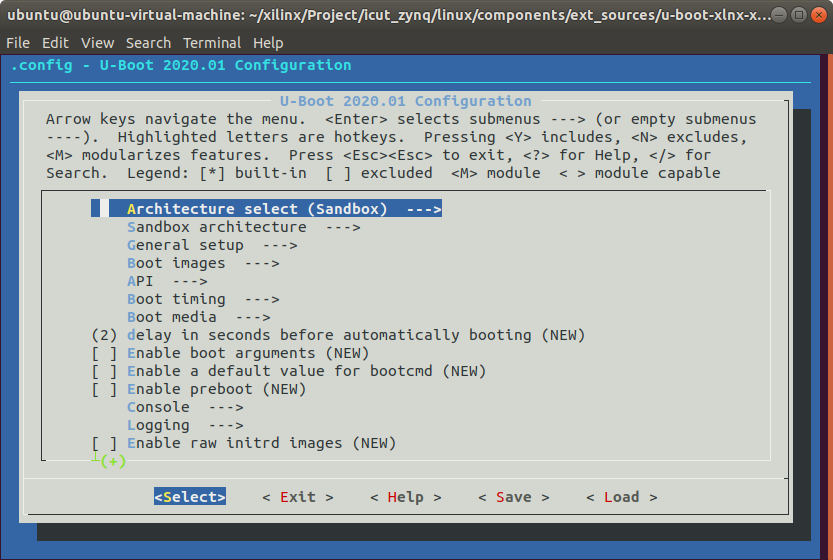 ubuntu@ubuntu-virtual-machine: ~/xilinx/Project/icut_zynq/linux/components/ext_sources/u-boot-xlnx-x...
File Edit View Search Terminal Help
.config - U-Boot 2020.01 Configuration
U-Boot 2020.01 Configuration
Arrow keys navigate the menu.  <Enter> selects submenus ---> (or empty submenus
----).  Highlighted letters are hotkeys.  Pressing <Y> includes, <N> excludes,
<M> modularizes features.  Press <Esc><Esc> to exit, <?> for Help, </> for
Search.  Legend: [*] built-in  [ ] excluded  <M> module  < > module capable
Architecture select (Sandbox)  --->
Sandbox architecture  --->
General setup  --->
Boot images  --->
API  --->
Boot timing  --->
Boot media  --->
(2) delay in seconds before automatically booting (NEW)
[ ] Enable boot arguments (NEW)
[ ] Enable a default value for bootcmd (NEW)
[ ] Enable preboot (NEW)
Console  --->
Logging  --->
[ ] Enable raw initrd images (NEW)
(+)
<Select>    < Exit >    < Help >    < Save >    < Load >